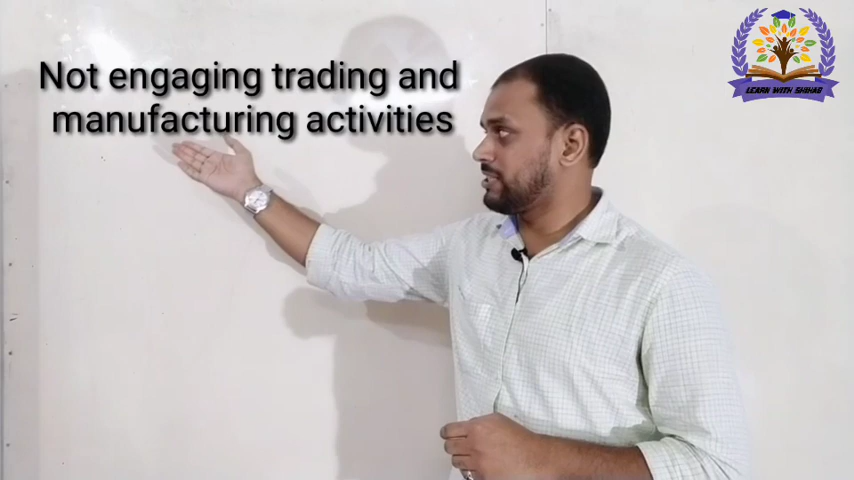 Not engaging trading and
manufacturing activities
LEARN WITH SHIHAB